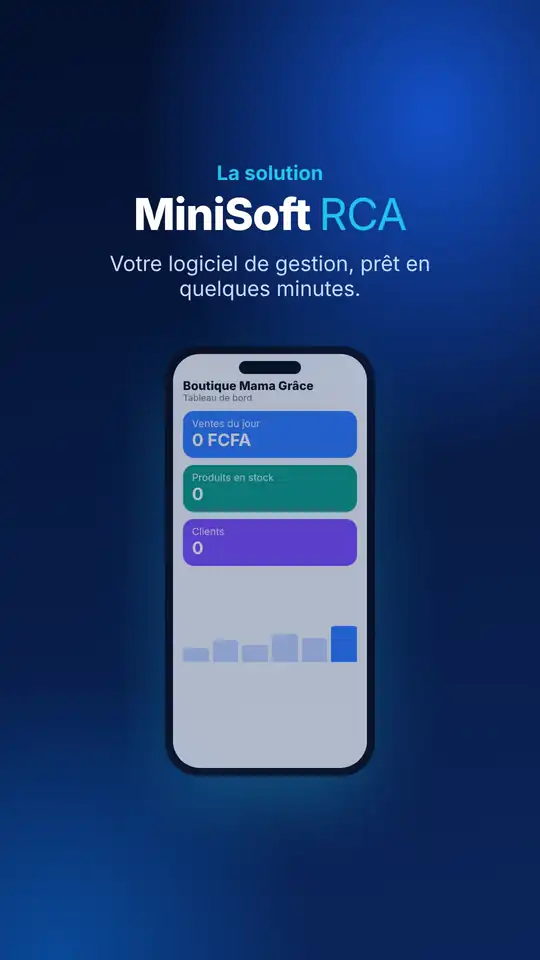 La solution
MiniSoft RCA
Votre logiciel de gestion, prêt en
quelques minutes.
Boutique Mama Grâce
Tableau de bord
Ventes du jour
0 FCFA
Produits en stock
0
Clients
0